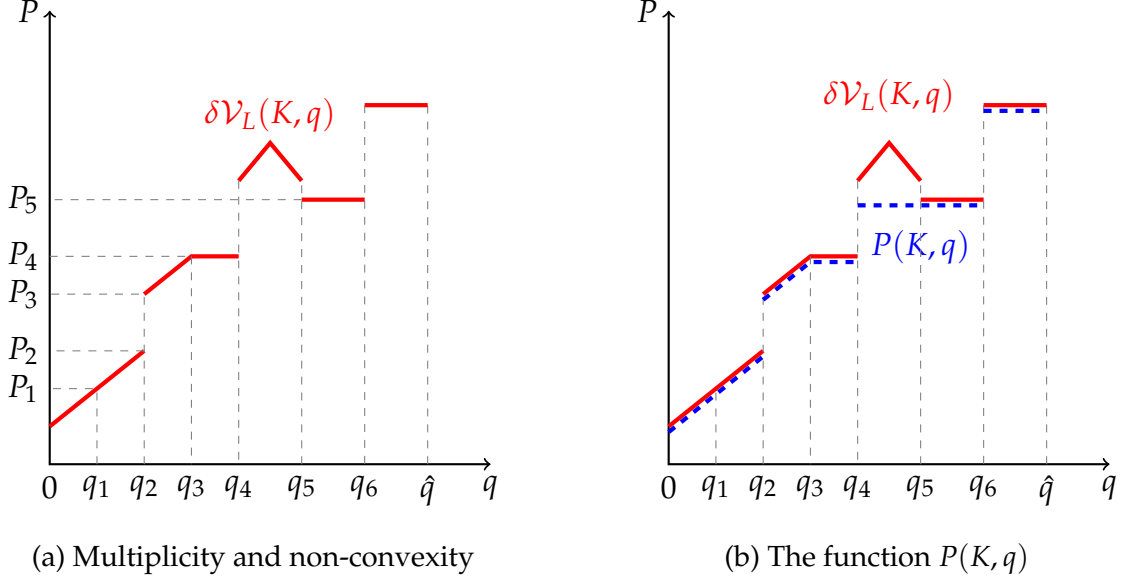 P
δV_L(K, q)
P_5
P_4
P_3
P_2
P_1
0 q_1 q_2 q_3 q_4 q_5 q_6 q̂ q
(a) Multiplicity and non-convexity
P
δV_L(K, q)
P(K, q)
0 q_1 q_2 q_3 q_4 q_5 q_6 q̂ q
(b) The function P(K, q)